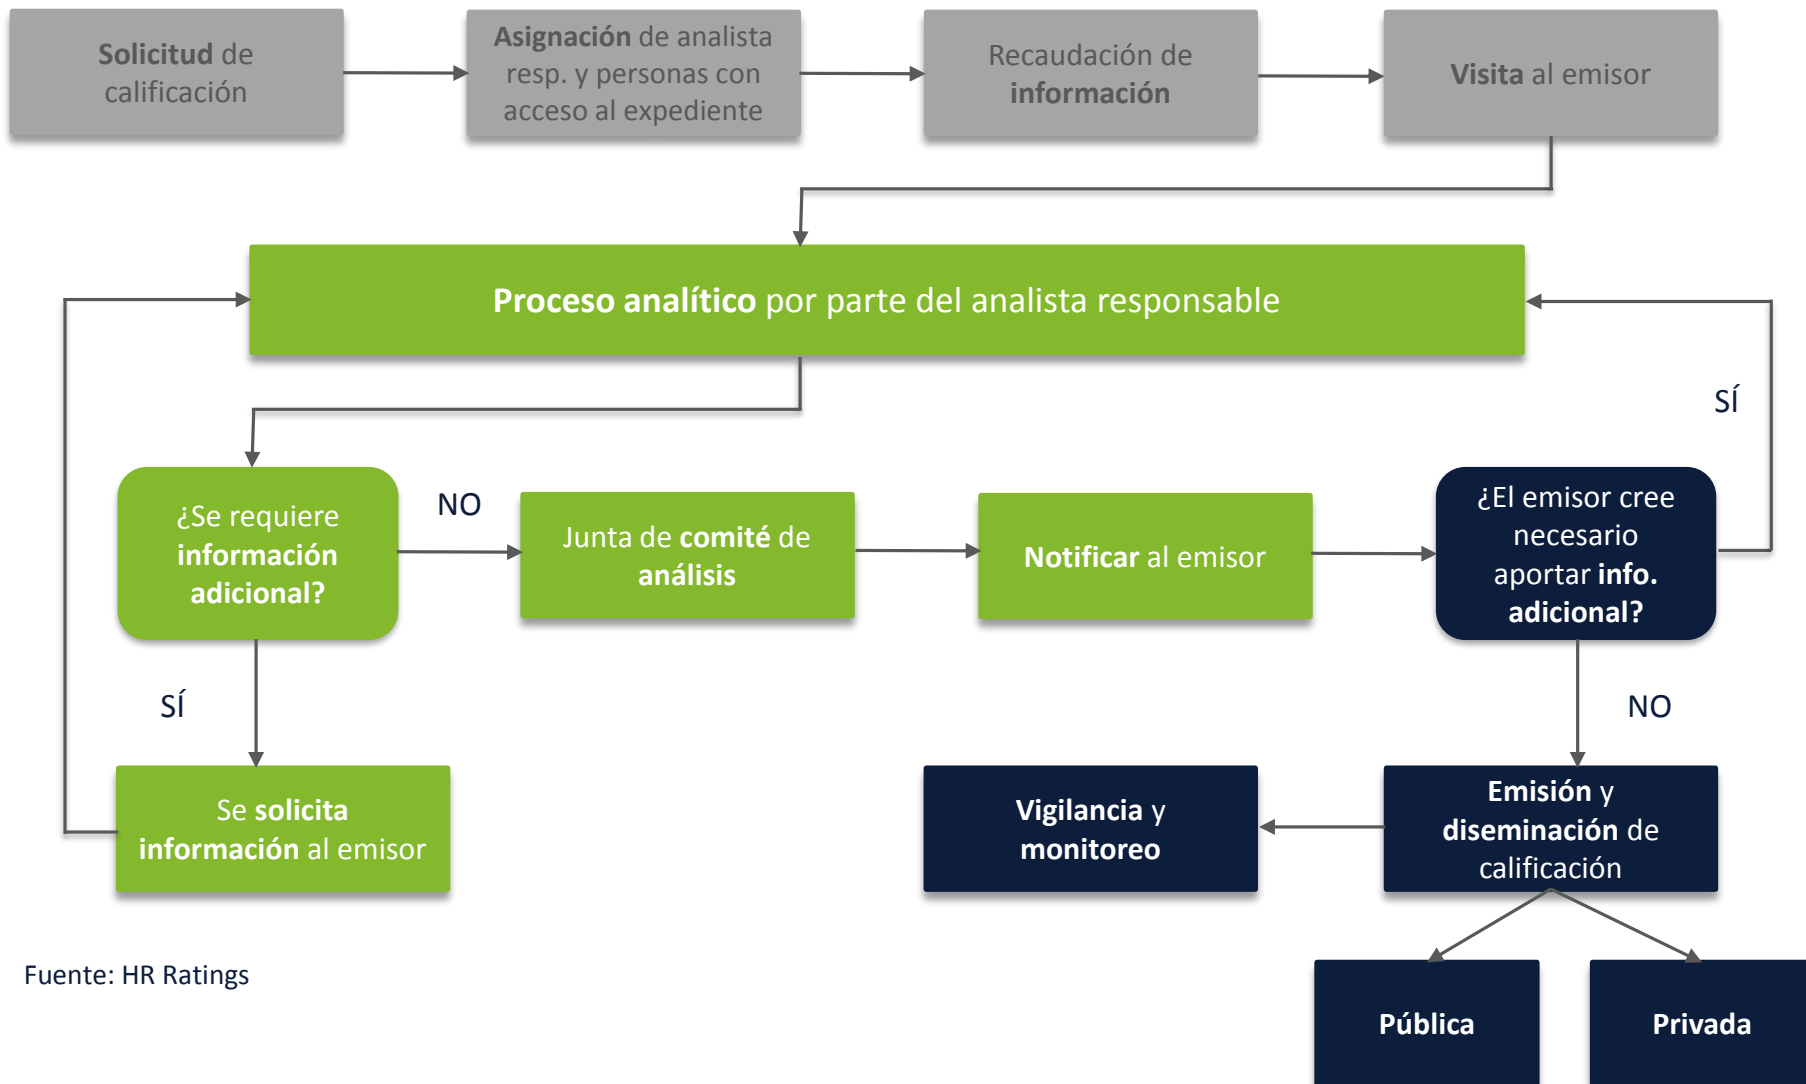 Solicitud de
calificación
Asignación de analista
resp. y personas con
acceso al expediente
Recaudación de
información
Visita al emisor
Proceso analítico por parte del analista responsable
SÍ
¿Se requiere
información
adicional?
NO
Junta de comité de
análisis
Notificar al emisor
¿El emisor cree
necesario
aportar info.
adicional?
SÍ
NO
Se solicita
información al emisor
Vigilancia y
monitoreo
Emisión y
diseminación de
calificación
Fuente: HR Ratings
Pública
Privada